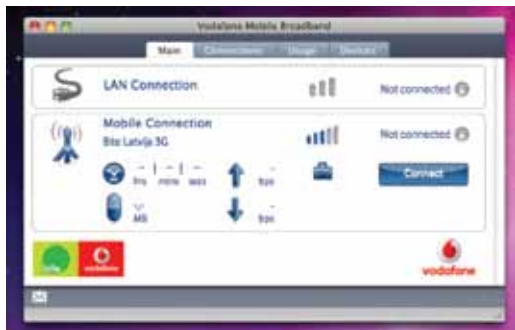 Vodafone Mobile Broadband
Main Connections Usage Devices
LAN Connection
Not connected
Mobile Connection
Bite Latvija 3G
Not connected
hrs mins secs
bps
Connect
MB
bps
vodafone
vodafone